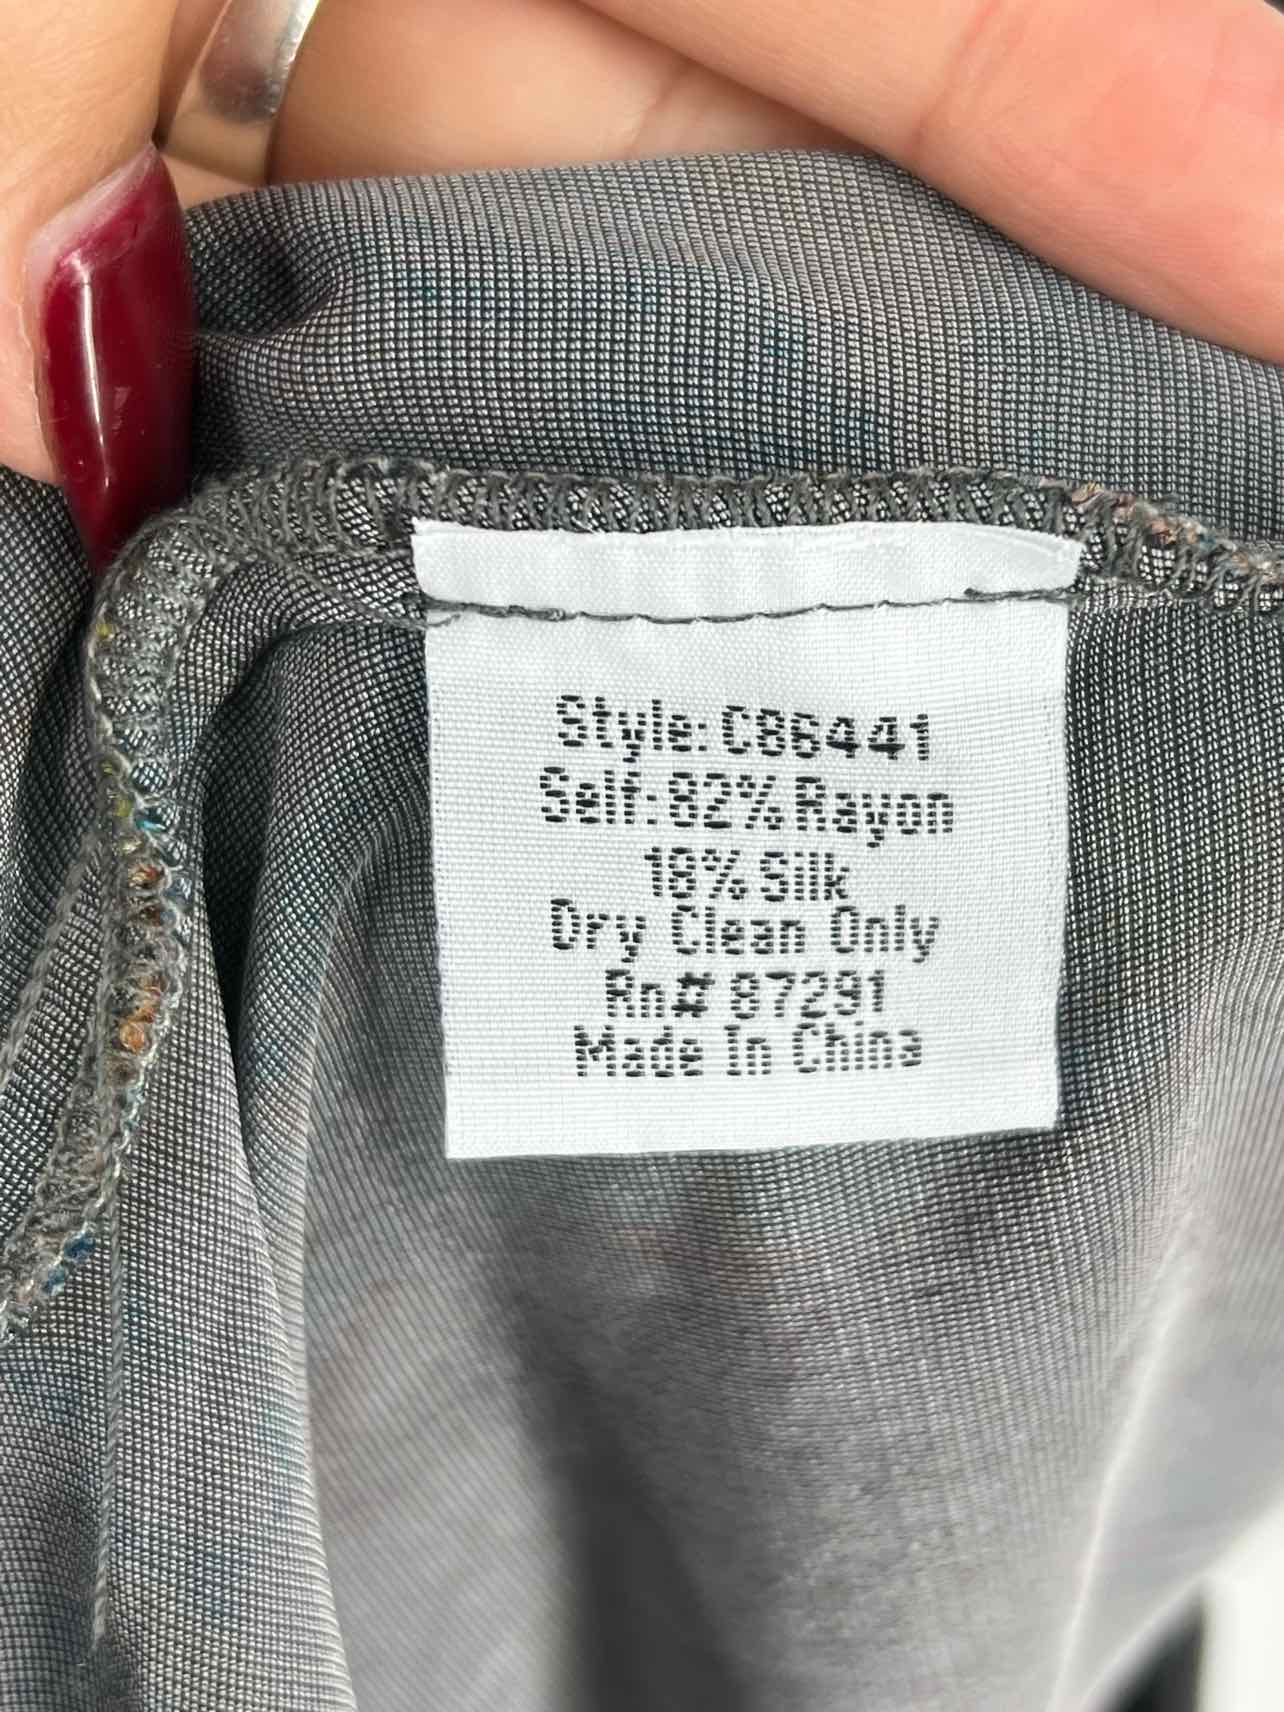 Style: C86441
Self: 82% Rayon
18% Silk
Dry Clean Only
Rn# 87291
Made In China